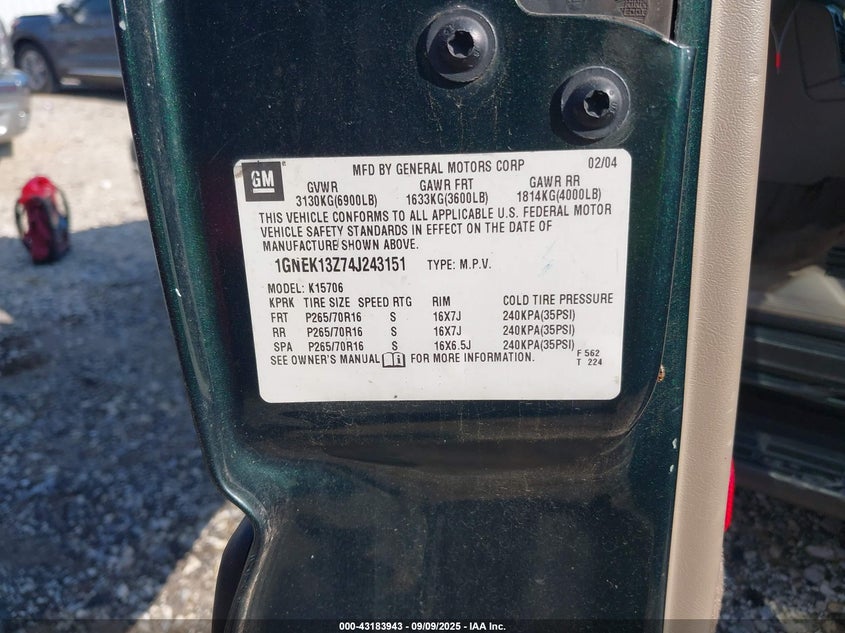 GM ®
MFD BY GENERAL MOTORS CORP 02/04
GVWR GAWR FRT GAWR RR
3130KG(6900LB) 1633KG(3600LB) 1814KG(4000LB)
THIS VEHICLE CONFORMS TO ALL APPLICABLE U.S. FEDERAL MOTOR
VEHICLE SAFETY STANDARDS IN EFFECT ON THE DATE OF
MANUFACTURE SHOWN ABOVE.
1GNEK13Z74J243151 TYPE: M.P.V.
MODEL: K15706
KPRK TIRE SIZE SPEED RTG RIM COLD TIRE PRESSURE
FRT P265/70R16 S 16X7J 240KPA(35PSI)
RR P265/70R16 S 16X7J 240KPA(35PSI)
SPA P265/70R16 S 16X6.5J 240KPA(35PSI)
SEE OWNER'S MANUAL FOR MORE INFORMATION.
F 562
T 224
000-43183943 - 09/09/2025 - IAA Inc.